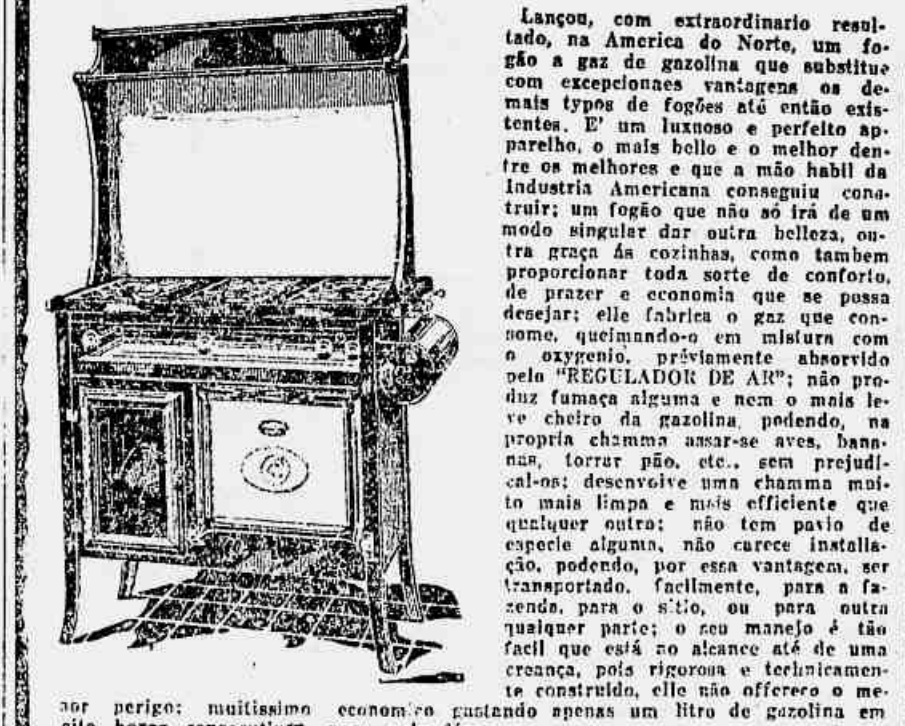 Lançou, com extraordinario resul-
tado, na America do Norte, um fo-
gão a gaz de gazolina que substitue
com excepcionaes vantagens os de-
mais typos de fogões até então exis-
tentes. E' um luxuoso e perfeito ap-
parelho, o mais bello e o melhor den-
tre os melhores e que a mão habil da
Industria Americana conseguiu cons-
truir; um fogão que não só irá de um
modo singular dar outra belleza, ou-
tra graça ás cozinhas, como tambem
proporcionar toda sorte de conforto,
de prazer e economia que se possa
desejar; elle fabrica o gaz que con-
some, queimando-o em mistura com
o oxygenio, préviamente absorvido
pelo "REGULADOR DE AR"; não pro-
duz fumaça alguma e nem o mais le-
ve cheiro da gazolina, podendo, na
propria chamma assar-se aves, bana-
nas, torrar pão, etc., sem prejudi-
cal-os; desenvolve uma chamma mui-
to mais limpa e mais efficiente que
qualquer outro; não tem pavio de
especie alguma, não carece installa-
ção, podendo, por essa vantagem, ser
transportado, facilmente, para a fa-
zenda, para o sitio, ou para outra
qualquer parte; o seu manejo é tão
facil que está ao alcance até de uma
creança, pois rigorosa e technicamen-
te construido, elle não offerece o me-
nor perigo; muitissimo economico gastando apenas um litro de gazolina em
oito horas consecutivas